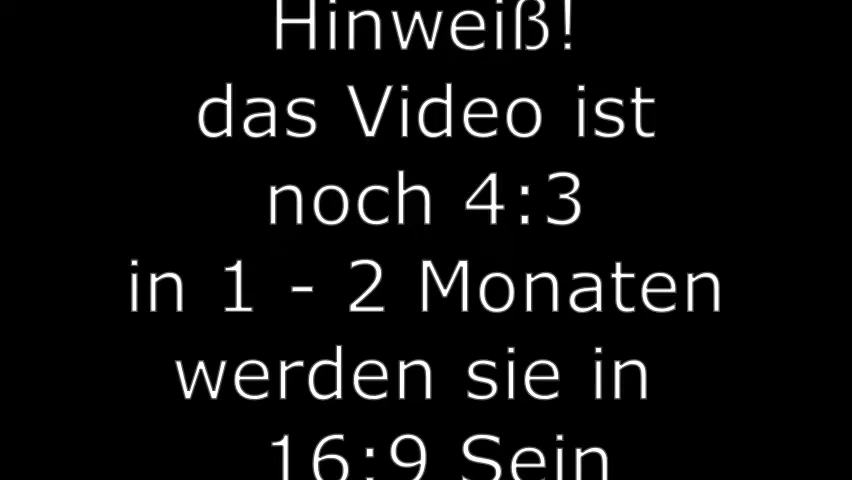 Hinweiß!
das Video ist
noch 4:3
in 1 - 2 Monaten
werden sie in
16:9 Sein